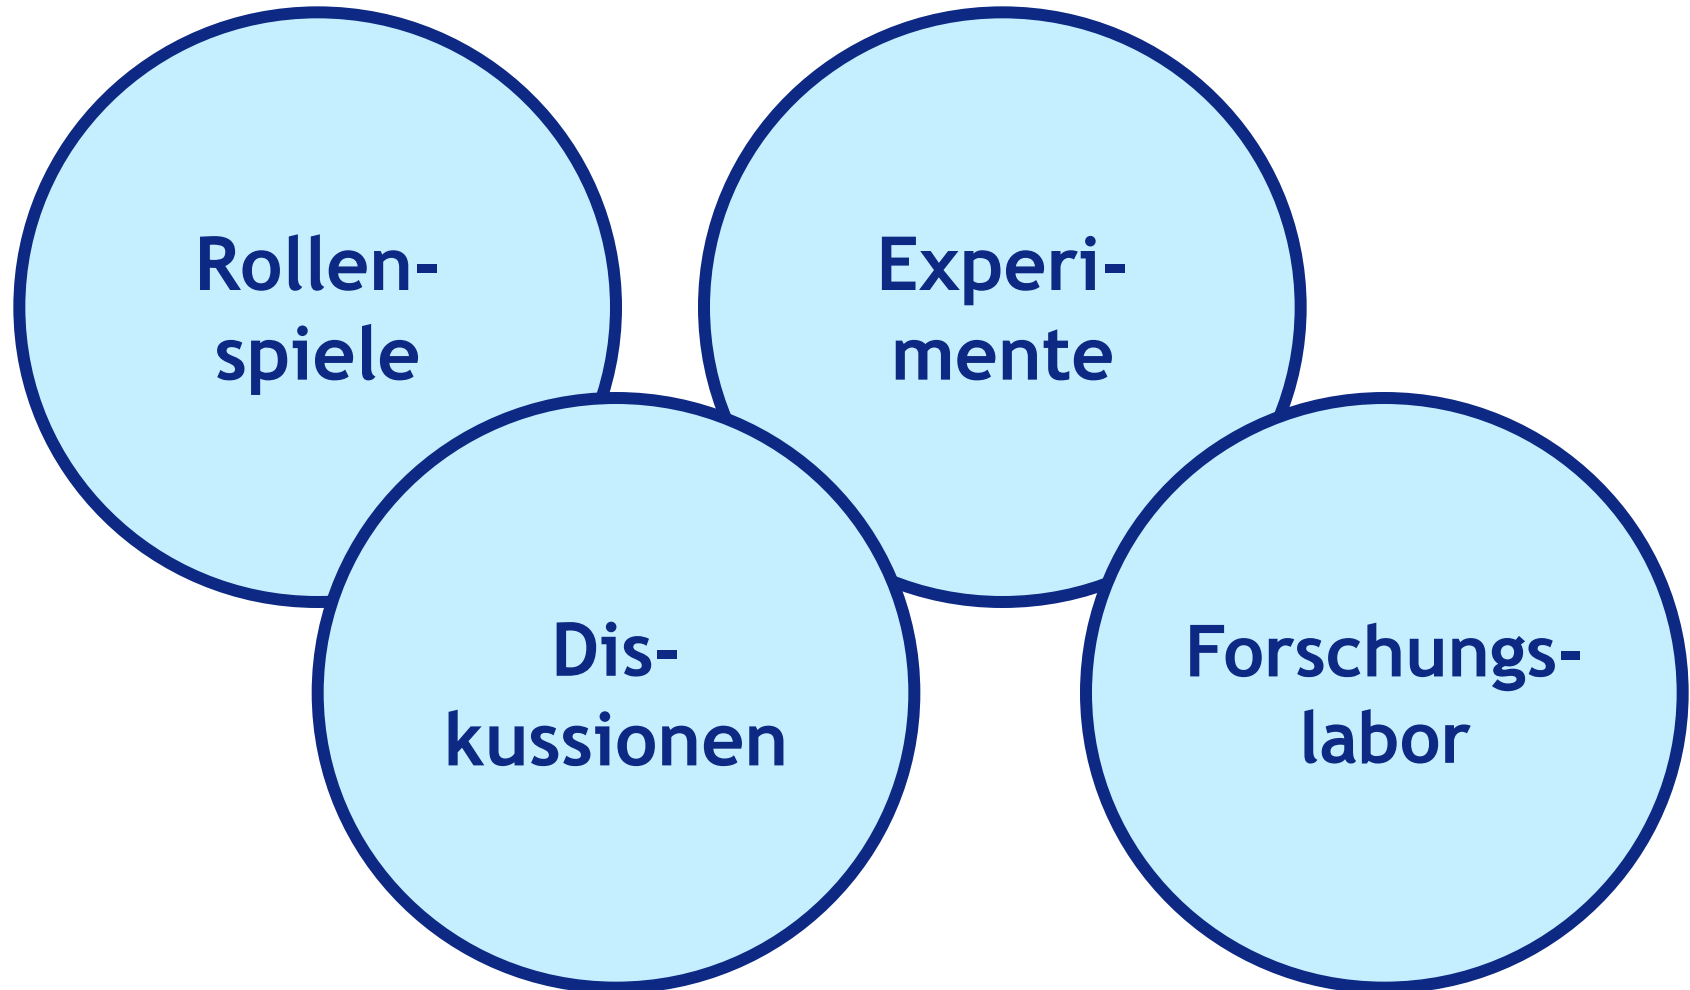 Rollen-
spiele
Experi-
mente
Dis-
kussionen
Forschungs-
labor